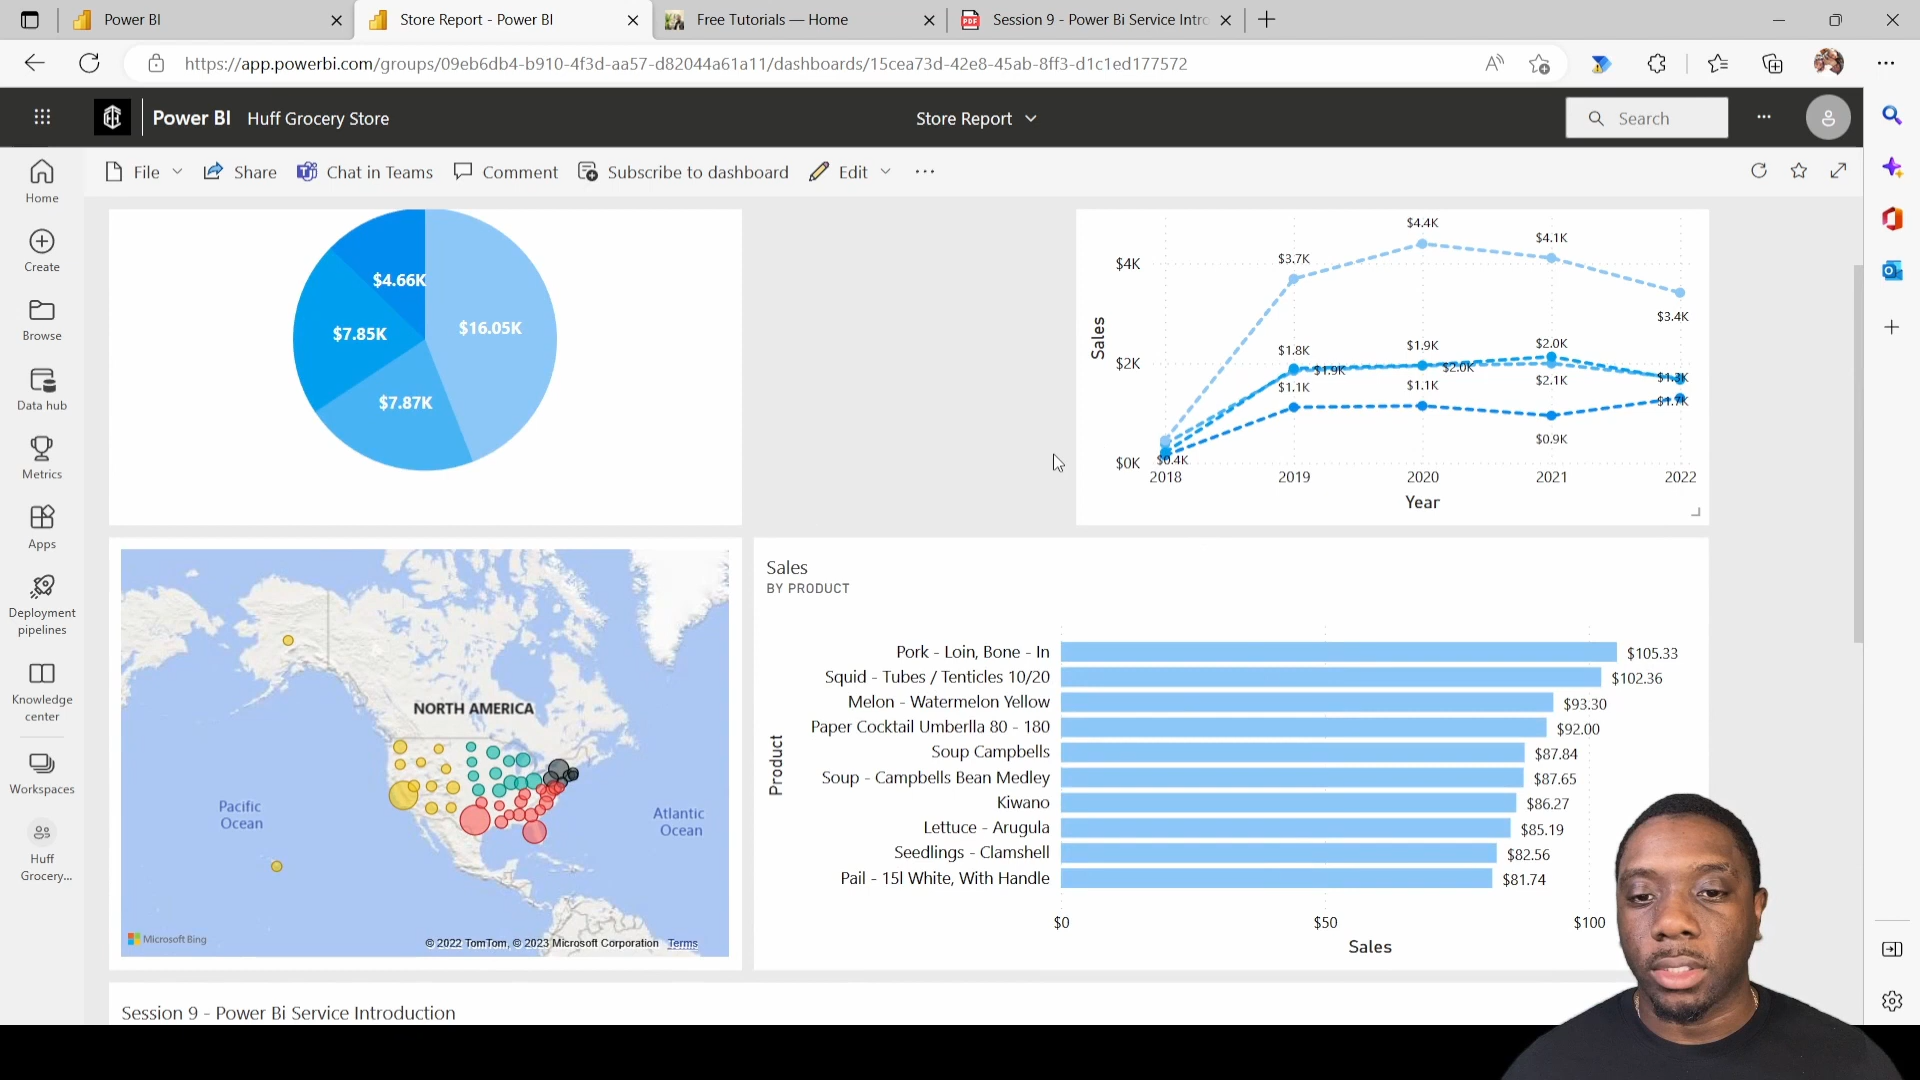 Power BI
Store Report - Power BI
Free Tutorials — Home
Session 9 - Power Bi Service Intro
https://app.powerbi.com/groups/09eb6db4-b910-4f3d-aa57-d82044a61a11/dashboards/15cea73d-42e8-45ab-8ff3-d1c1ed177572
Power BI Huff Grocery Store
Store Report
Search
File
Share
Chat in Teams
Comment
Subscribe to dashboard
Edit
Home
Create
Browse
Data hub
Metrics
Apps
Deployment
pipelines
Knowledge
center
Workspaces
Huff
Grocery...
$4.66K
$16.05K
$7.85K
$7.87K
Sales
$4K
$2K
$0K
$4.4K
$4.1K
$3.7K
$3.4K
$1.8K
$1.9K
$2.0K
$1.9K
$2.0K
$1.3K
$1.1K
$1.1K
$2.1K
$1.7K
$0.9K
$0.4K
2018
2019
2020
2021
2022
Year
NORTH AMERICA
Pacific
Ocean
Atlantic
Ocean
Microsoft Bing
© 2022 TomTom, © 2023 Microsoft Corporation Terms
Sales
BY PRODUCT
Product
Pork - Loin, Bone - In $105.33
Squid - Tubes / Tenticles 10/20 $102.36
Melon - Watermelon Yellow $93.30
Paper Cocktail Umberlla 80 - 180 $92.00
Soup Campbells $87.84
Soup - Campbells Bean Medley $87.65
Kiwano $86.27
Lettuce - Arugula $85.19
Seedlings - Clamshell $82.56
Pail - 15l White, With Handle $81.74
$0 $50 $100
Sales
Session 9 - Power Bi Service Introduction